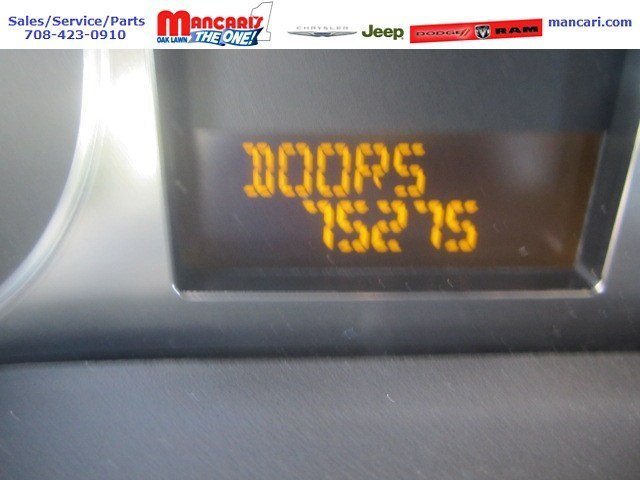 Sales/Service/Parts
708-423-0910
MANCARI'S
OAK LAWN THE ONE! 1
CHRYSLER
Jeep
DODGE
RAM
mancari.com
DOORS
75275